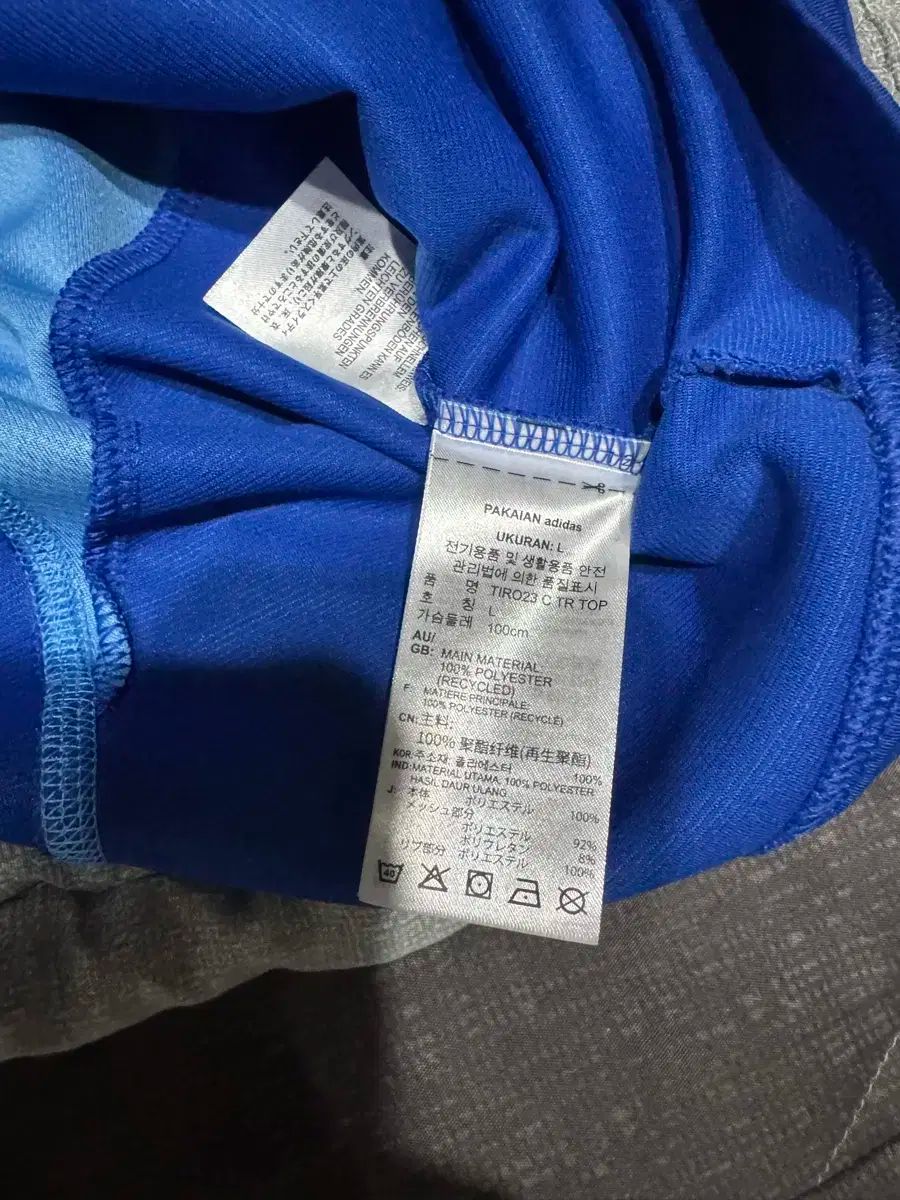 PAKAIAN adidas
UKURAN: L
전기용품 및 생활용품 안전
관리법에 의한 품질표시
품 명 TIRO23 C TR TOP
호 칭 L
가슴둘레 100cm
AU/
GB: MAIN MATERIAL:
100% POLYESTER
(RECYCLED)
F: MATIERE PRINCIPALE:
100% POLYESTER (RECYCLÉ)
CN: 主料:
100% 聚酯纤维(再生聚酯)
KOR: 주소재: 폴리에스터 100%
IND: MATERIAL UTAMA: 100% POLYESTER
HASIL DAUR ULANG
J: 本体 ポリエステル 100%
メッシュ部分
ポリエステル 92%
ポリウレタン 8%
リブ部分 ポリエステル 100%
40
KOMMEN
LEICHTEN GRADES
VERBRENNUNGEN